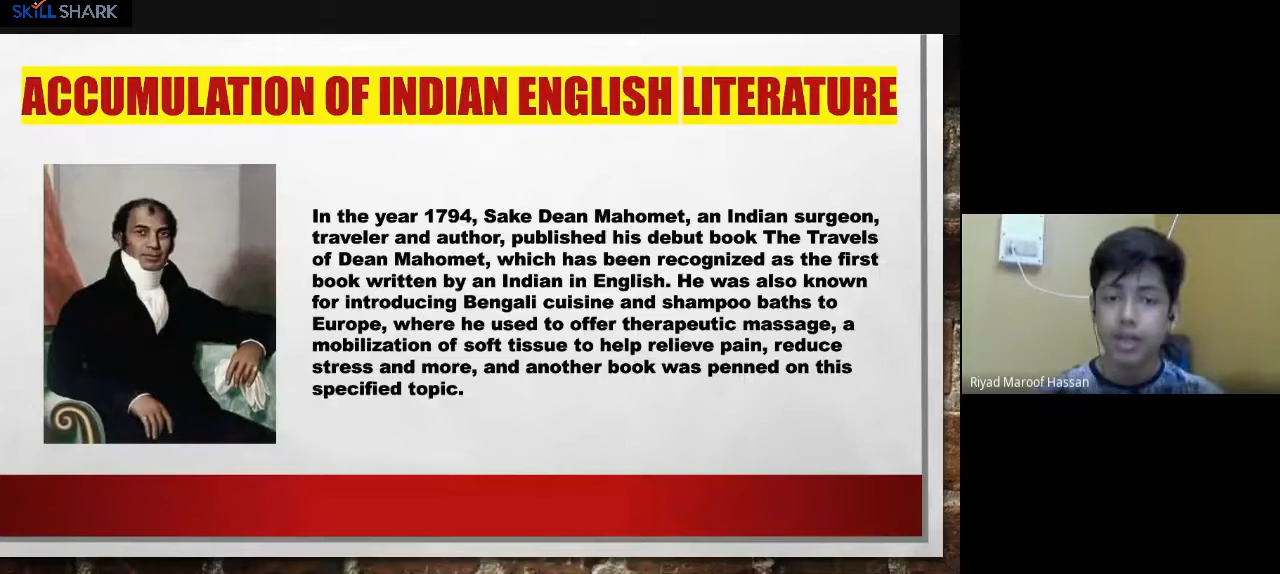 SKILL SHARK
ACCUMULATION OF INDIAN ENGLISH LITERATURE
In the year 1794, Sake Dean Mahomet, an Indian surgeon,
traveler and author, published his debut book The Travels
of Dean Mahomet, which has been recognized as the first
book written by an Indian in English. He was also known
for introducing Bengali cuisine and shampoo baths to
Europe, where he used to offer therapeutic massage, a
mobilization of soft tissue to help relieve pain, reduce
stress and more, and another book was penned on this
specified topic.
Riyad Maroof Hassan